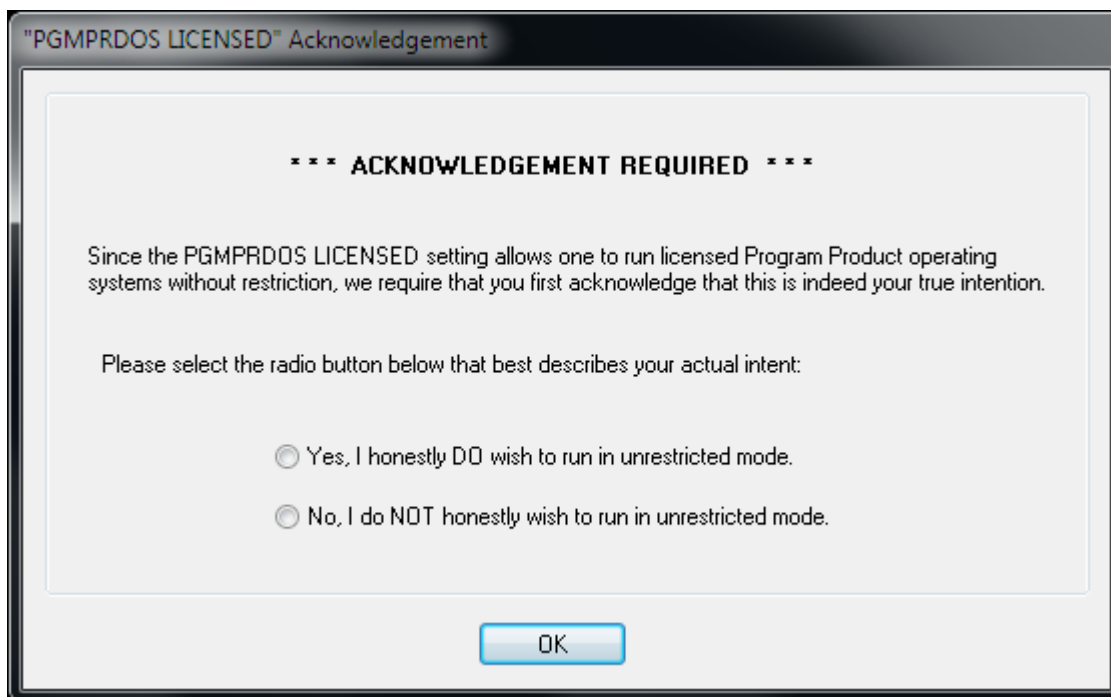 "PGMPRDOS LICENSED" Acknowledgement
* * * ACKNOWLEDGEMENT REQUIRED * * *
Since the PGMPRDOS LICENSED setting allows one to run licensed Program Product operating
systems without restriction, we require that you first acknowledge that this is indeed your true intention.
Please select the radio button below that best describes your actual intent:
Yes, I honestly DO wish to run in unrestricted mode.
No, I do NOT honestly wish to run in unrestricted mode.
OK